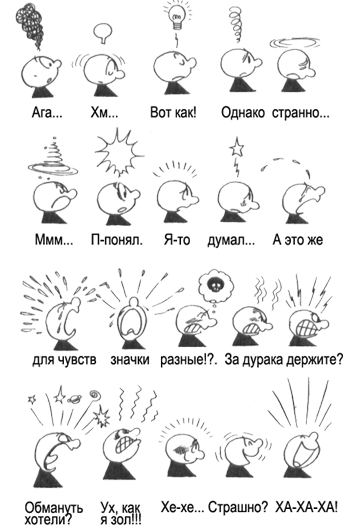 Ага... Хм... Вот как! Однако странно...
Ммм... П-понял. Я-то думал... А это же
для чувств значки разные!?. За дурака держите?
Обмануть хотели? Ух, как я зол!!! Хе-хе... Страшно? ХА-ХА-ХА!